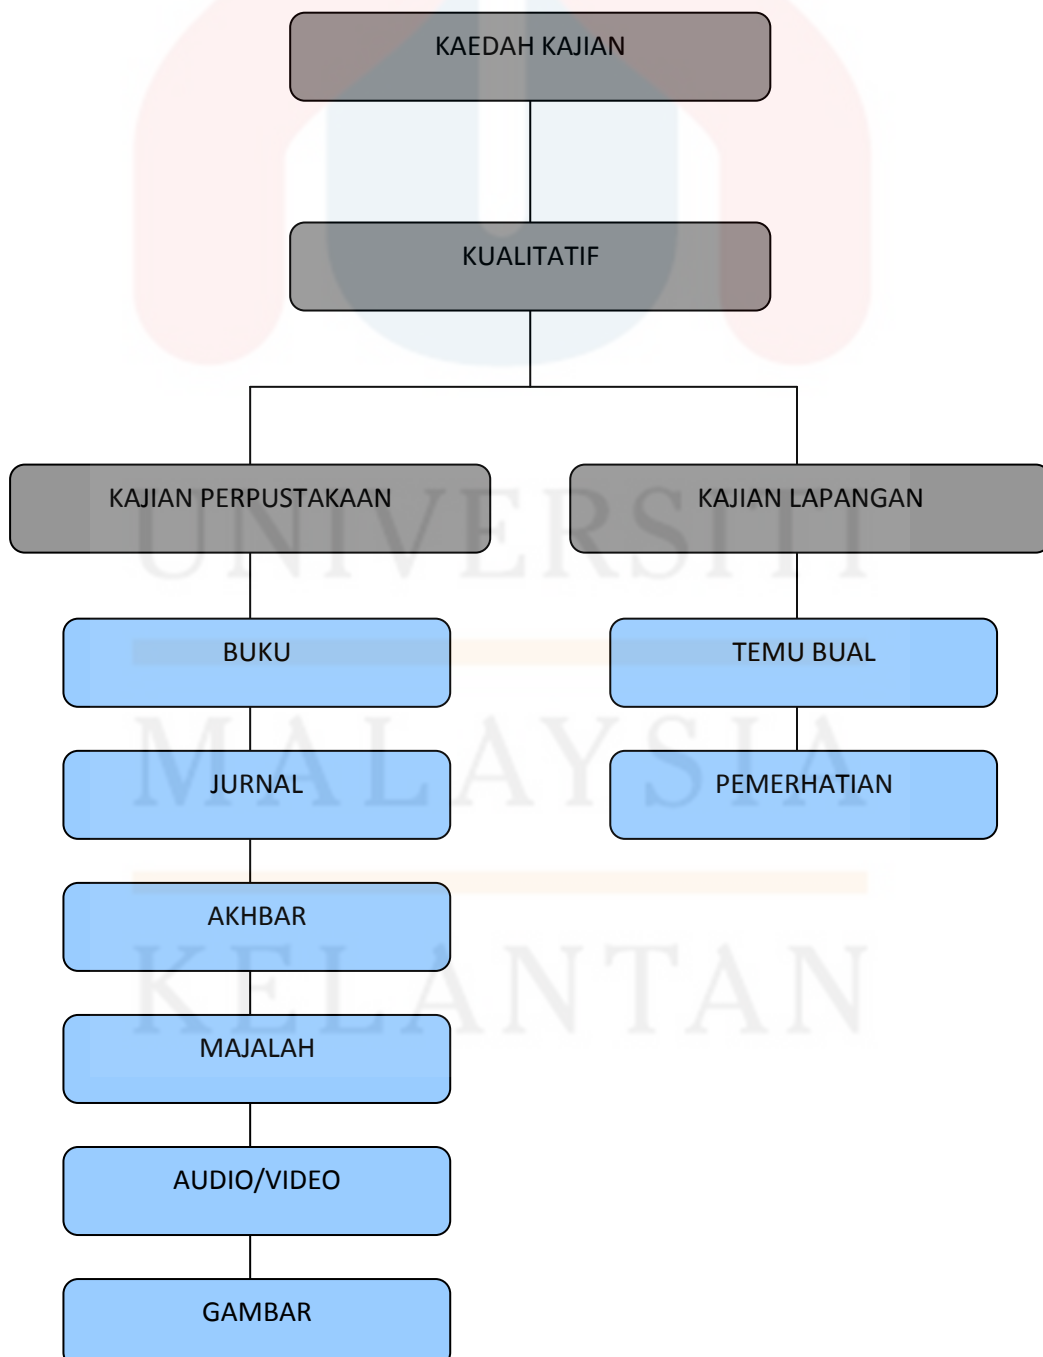 KAEDAH KAJIAN
KUALITATIF
KAJIAN PERPUSTAKAAN
KAJIAN LAPANGAN
UNIVERSITI
BUKU
TEMU BUAL
MALAYSIA
JURNAL
PEMERHATIAN
AKHBAR
KELANTAN
MAJALAH
AUDIO/VIDEO
GAMBAR